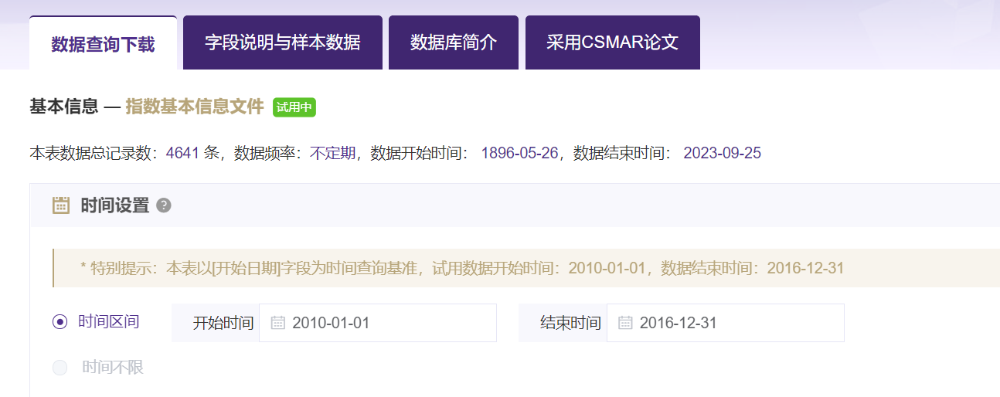 数据查询下载 字段说明与样本数据 数据库简介 采用CSMAR论文
基本信息 — 指数基本信息文件 试用中
本表数据总记录数：4641 条，数据频率：不定期，数据开始时间： 1896-05-26，数据结束时间： 2023-09-25
时间设置 ?
* 特别提示：本表以[开始日期]字段为时间查询基准，试用数据开始时间：2010-01-01，数据结束时间：2016-12-31
时间区间 开始时间 2010-01-01 结束时间 2016-12-31
时间不限